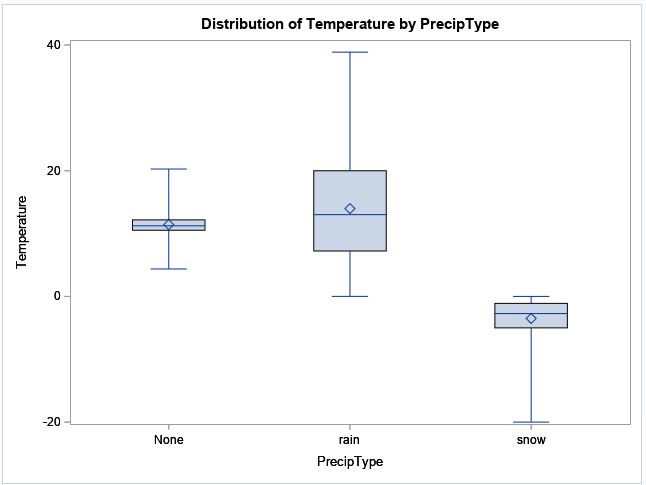 Distribution of Temperature by PrecipType
40
20
0
-20
Temperature
None
rain
snow
PrecipType